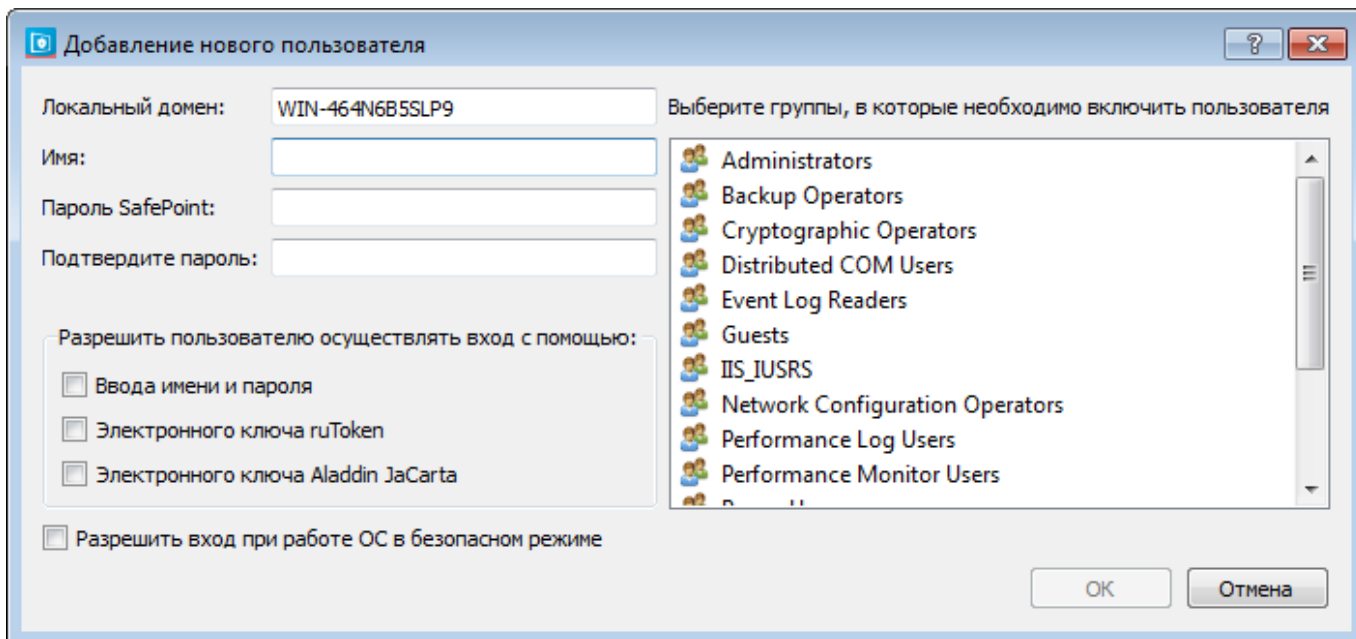 Добавление нового пользователя
Локальный домен:
WIN-464N6B5SLP9
Имя:
Пароль SafePoint:
Подтвердите пароль:
Разрешить пользователю осуществлять вход с помощью:
Ввода имени и пароля
Электронного ключа ruToken
Электронного ключа Aladdin JaCarta
Разрешить вход при работе ОС в безопасном режиме
Выберите группы, в которые необходимо включить пользователя
Administrators
Backup Operators
Cryptographic Operators
Distributed COM Users
Event Log Readers
Guests
IIS_IUSRS
Network Configuration Operators
Performance Log Users
Performance Monitor Users
OK
Отмена